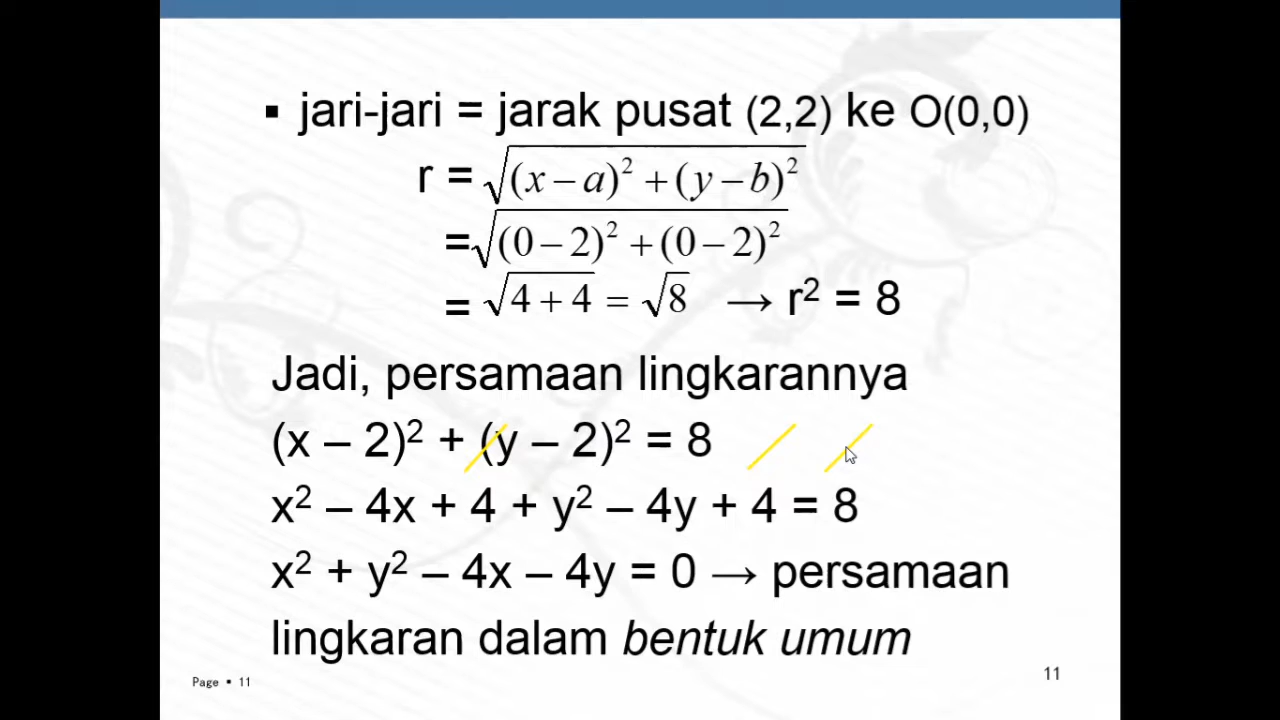 ▪ jari-jari = jarak pusat (2,2) ke O(0,0)
r = √(x – a)² + (y – b)²
= √(0 – 2)² + (0 – 2)²
= √4 + 4 = √8 → r² = 8
Jadi, persamaan lingkarannya
(x – 2)² + (y – 2)² = 8
x² – 4x + 4 + y² – 4y + 4 = 8
x² + y² – 4x – 4y = 0 → persamaan
lingkaran dalam bentuk umum
Page ▪ 11
11